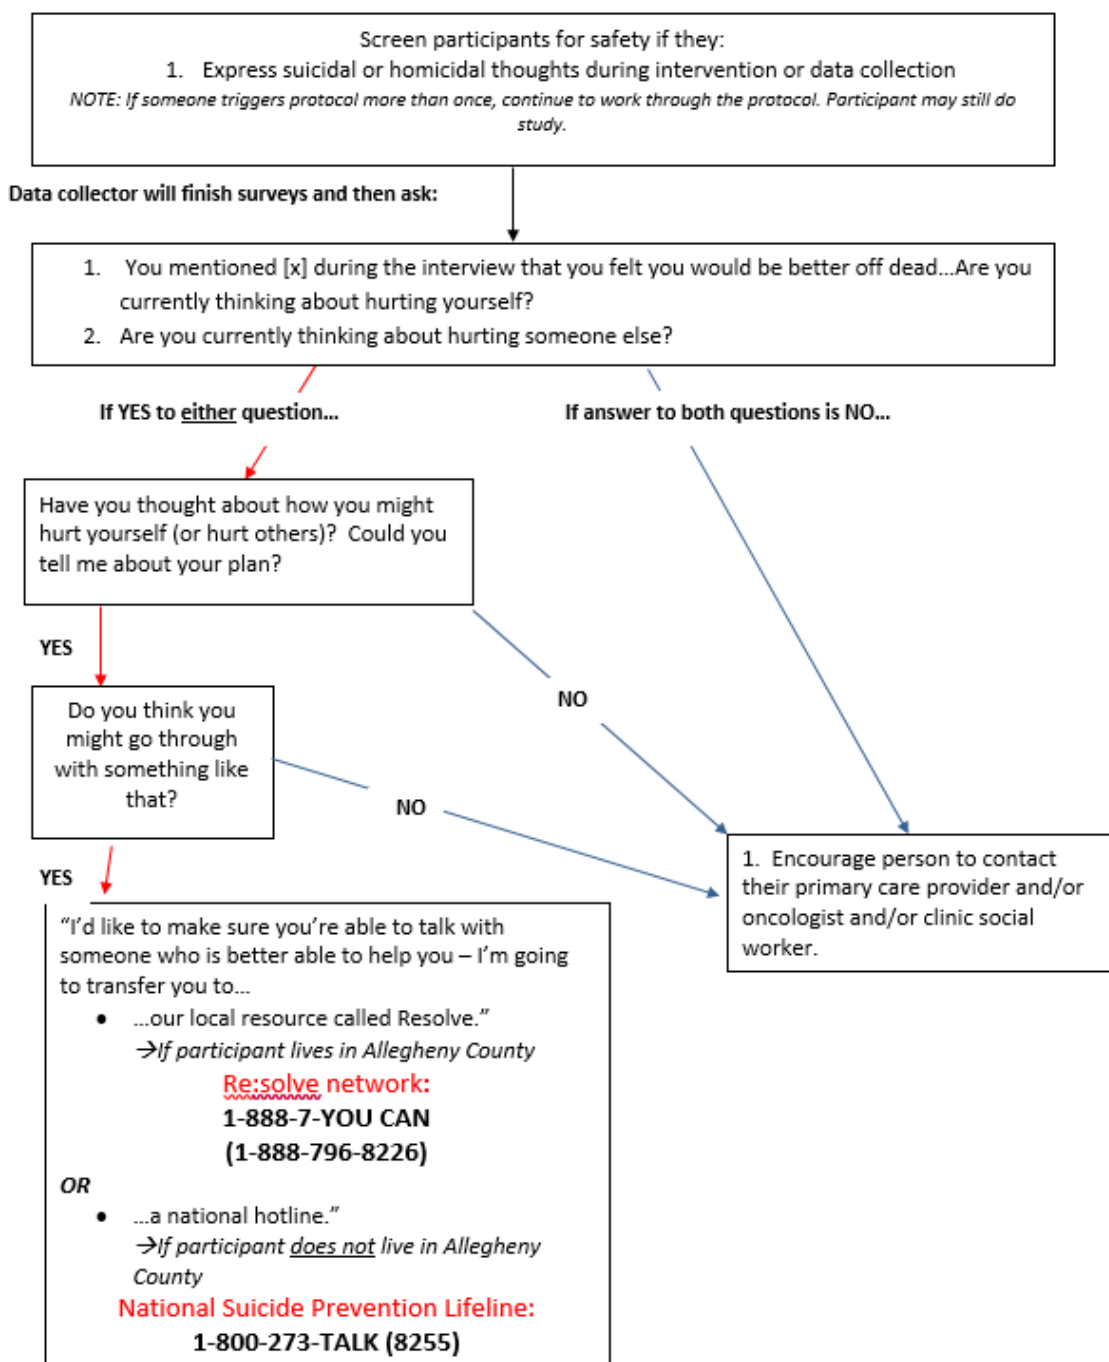 Screen participants for safety if they:
1. Express suicidal or homicidal thoughts during intervention or data collection
NOTE: If someone triggers protocol more than once, continue to work through the protocol. Participant may still do
study.
Data collector will finish surveys and then ask:
1. You mentioned [x] during the interview that you felt you would be better off dead...Are you
currently thinking about hurting yourself?
2. Are you currently thinking about hurting someone else?
If YES to either question...
If answer to both questions is NO...
Have you thought about how you might
hurt yourself (or hurt others)? Could you
tell me about your plan?
YES
NO
Do you think you
might go through
with something like
that?
NO
YES
1. Encourage person to contact
their primary care provider and/or
oncologist and/or clinic social
worker.
“I’d like to make sure you’re able to talk with
someone who is better able to help you – I’m going
to transfer you to...
• ...our local resource called Resolve.”
→If participant lives in Allegheny County
Re:solve network:
1-888-7-YOU CAN
(1-888-796-8226)
OR
• ...a national hotline.”
→If participant does not live in Allegheny
County
National Suicide Prevention Lifeline:
1-800-273-TALK (8255)